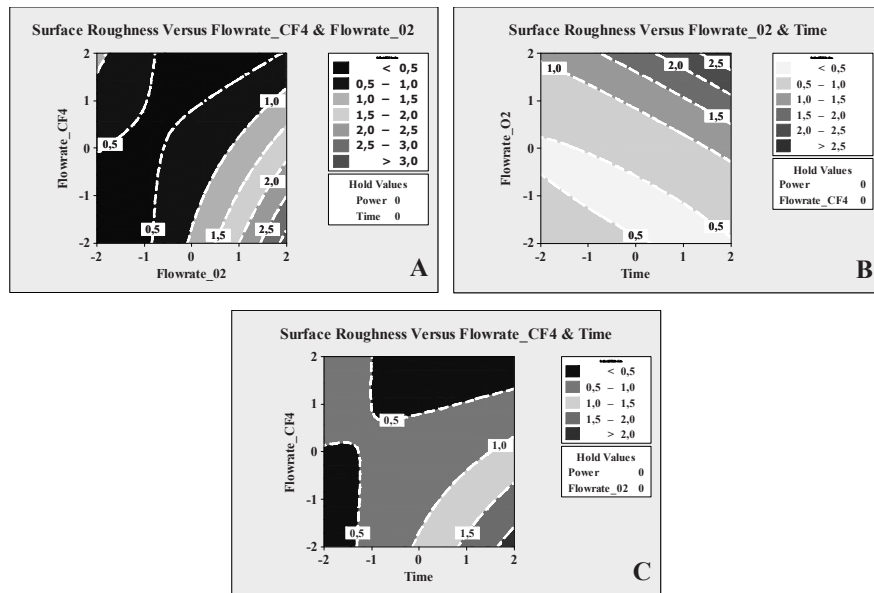 Surface Roughness Versus Flowrate_CF4 & Flowrate_02
2
1
0
-1
-2
Flowrate_CF4
-2
-1
0
1
2
Flowrate_02
0,5
0,5
1,0
1,5
2,0
2,5
< 0,5
0,5 – 1,0
1,0 – 1,5
1,5 – 2,0
2,0 – 2,5
2,5 – 3,0
> 3,0
Hold Values
Power 0
Time 0
A
Surface Roughness Versus Flowrate_02 & Time
2
1
0
-1
-2
Flowrate_O2
-2
-1
0
1
2
Time
1,0
2,0
2,5
1,5
0,5
0,5
< 0,5
0,5 – 1,0
1,0 – 1,5
1,5 – 2,0
2,0 – 2,5
> 2,5
Hold Values
Power 0
Flowrate_CF4 0
B
Surface Roughness Versus Flowrate_CF4 & Time
2
1
0
-1
-2
Flowrate_CF4
-2
-1
0
1
2
Time
0,5
0,5
1,0
1,5
< 0,5
0,5 – 1,0
1,0 – 1,5
1,5 – 2,0
> 2,0
Hold Values
Power 0
Flowrate_02 0
C